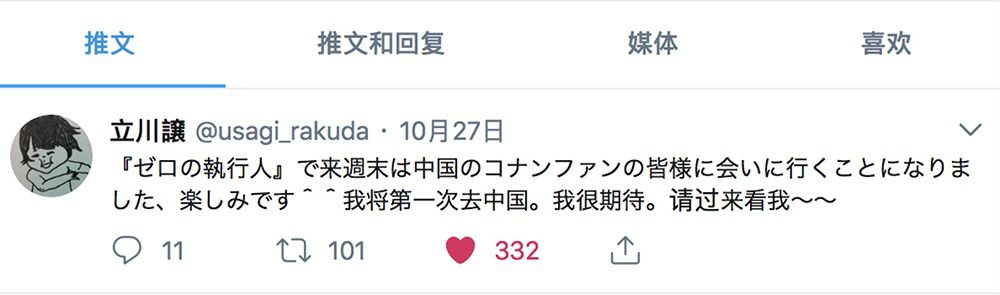 推文 推文和回复 媒体 喜欢
立川譲 @usagi_rakuda · 10月27日
『ゼロの執行人』で来週末は中国のコナンファンの皆様に会いに行くことになりま
した、楽しみです＾＾我将第一次去中国。我很期待。请过来看我～～
11 101 332